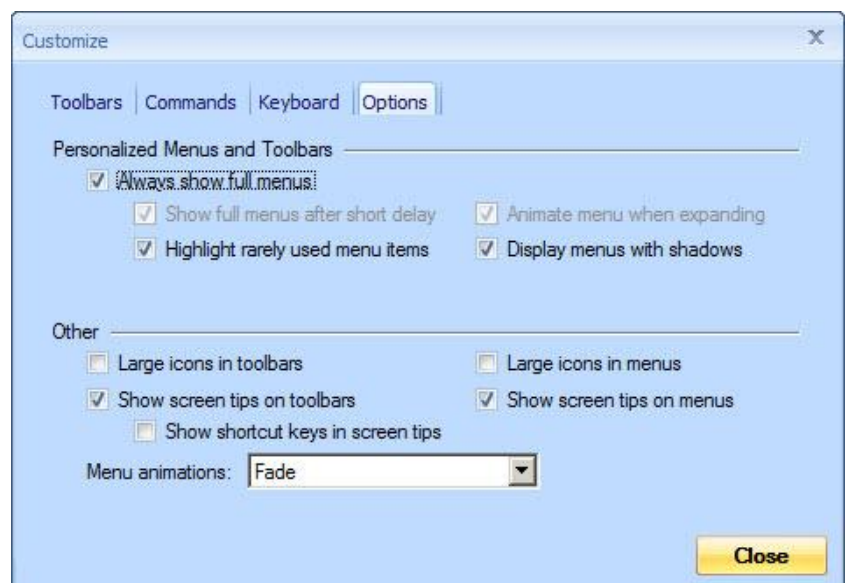 Customize
Toolbars Commands Keyboard Options
Personalized Menus and Toolbars
Always show full menus
Show full menus after short delay Animate menu when expanding
Highlight rarely used menu items Display menus with shadows
Other
Large icons in toolbars Large icons in menus
Show screen tips on toolbars Show screen tips on menus
Show shortcut keys in screen tips
Menu animations: Fade
Close